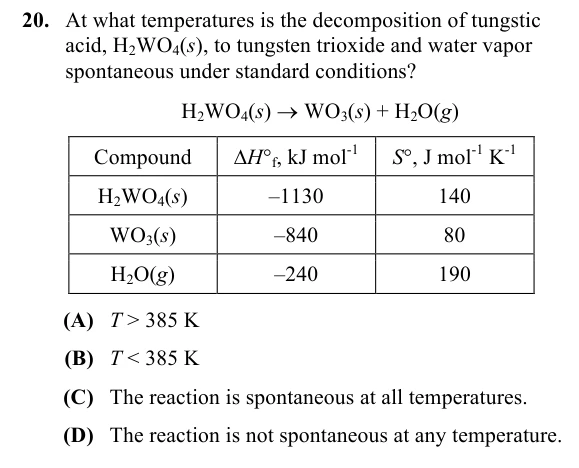 20. At what temperatures is the decomposition of tungstic
acid, H₂WO₄(s), to tungsten trioxide and water vapor
spontaneous under standard conditions?
H₂WO₄(s) → WO₃(s) + H₂O(g)
Compound ΔH°f, kJ mol⁻¹ S°, J mol⁻¹ K⁻¹
H₂WO₄(s) –1130 140
WO₃(s) –840 80
H₂O(g) –240 190
(A) T > 385 K
(B) T < 385 K
(C) The reaction is spontaneous at all temperatures.
(D) The reaction is not spontaneous at any temperature.